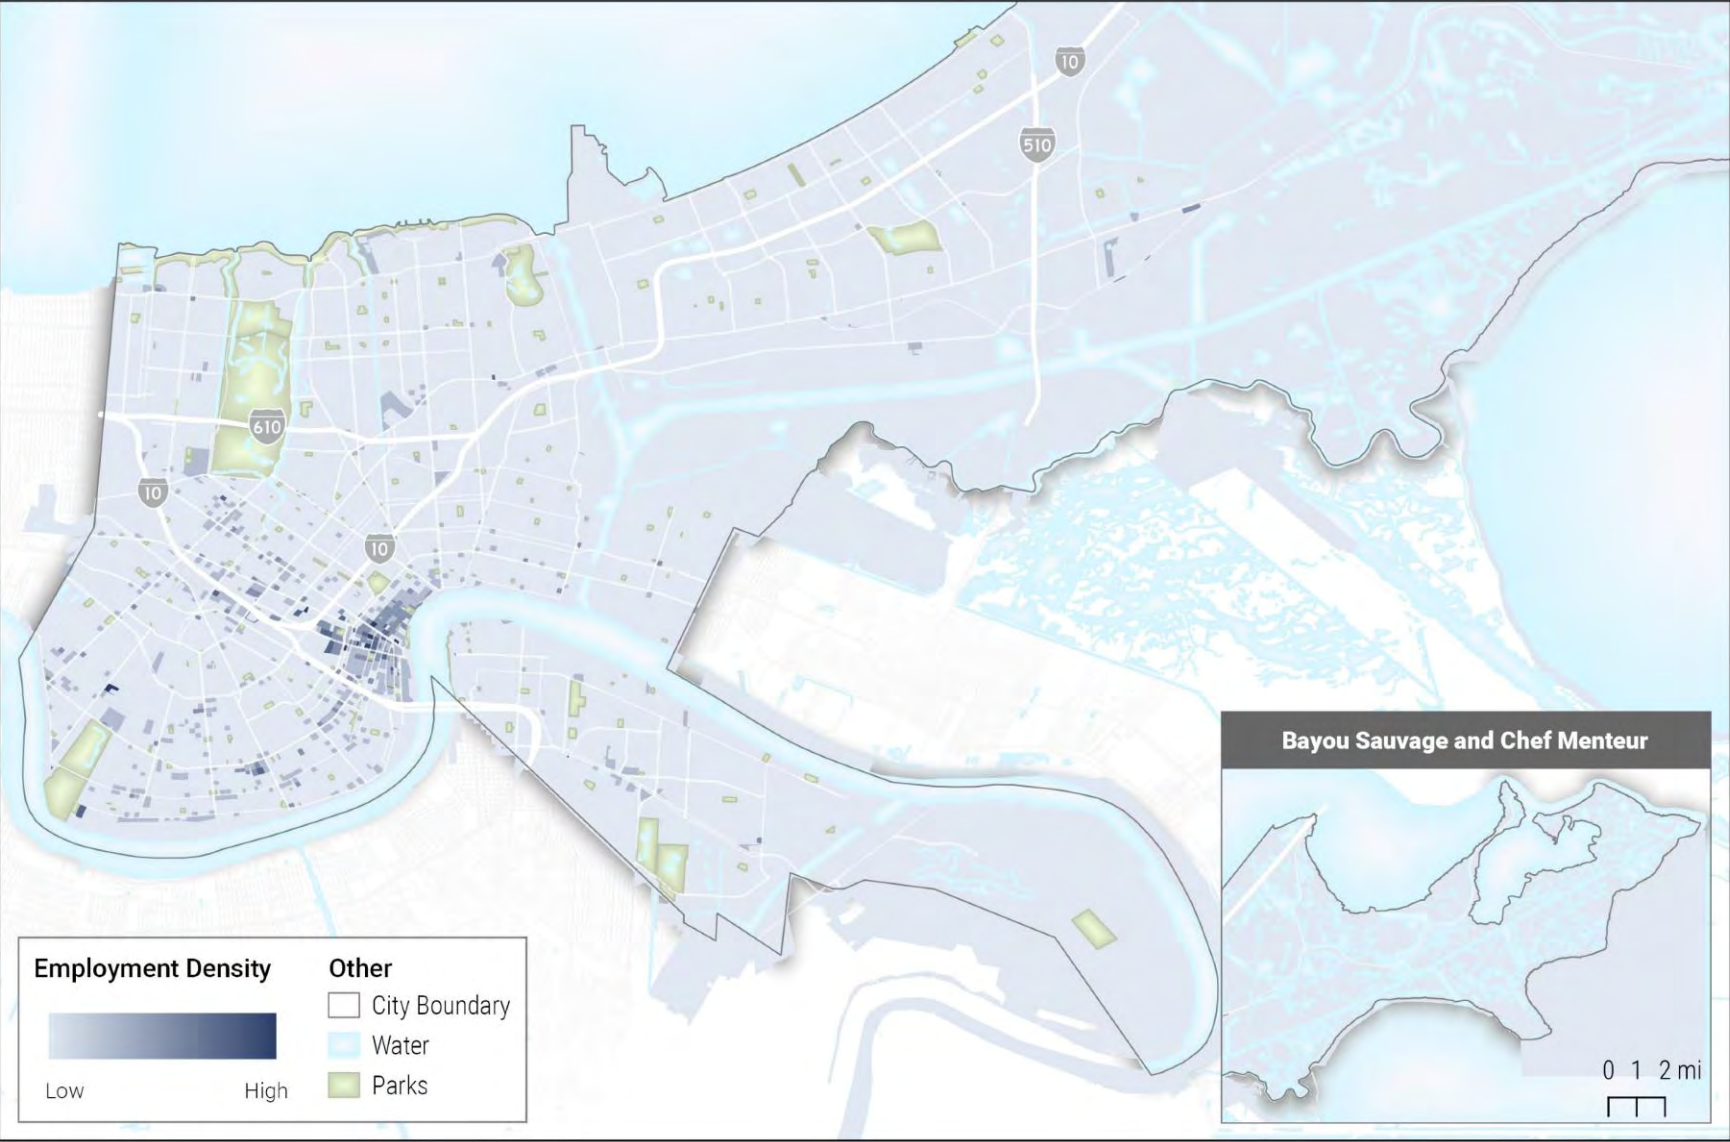 10
510
610
10
10
Bayou Sauvage and Chef Menteur
Employment Density
Low High
Other
City Boundary
Water
Parks
0 1 2 mi